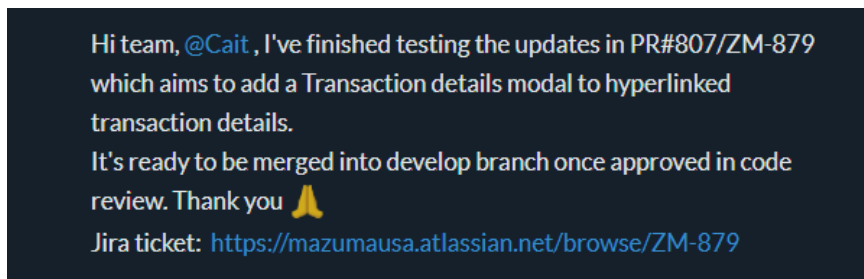 Hi team, @Cait , I've finished testing the updates in PR#807/ZM-879
which aims to add a Transaction details modal to hyperlinked
transaction details.
It's ready to be merged into develop branch once approved in code
review. Thank you 🙏
Jira ticket: https://mazumausa.atlassian.net/browse/ZM-879